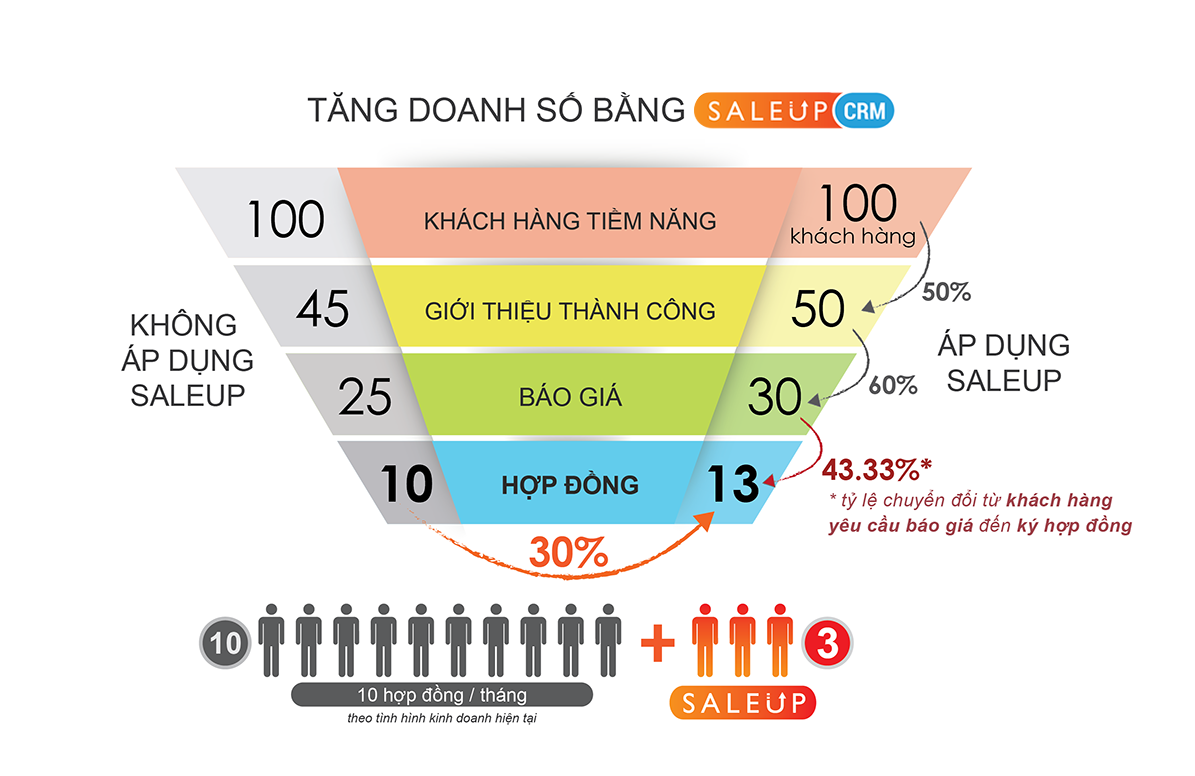 TĂNG DOANH SỐ BẰNG SALEUP CRM
100
KHÁCH HÀNG TIỀM NĂNG
100
khách hàng
50%
45
GIỚI THIỆU THÀNH CÔNG
50
KHÔNG
ÁP DỤNG
SALEUP
ÁP DỤNG
SALEUP
60%
25
BÁO GIÁ
30
43.33%*
10
HỢP ĐỒNG
13
* tỷ lệ chuyển đổi từ khách hàng
yêu cầu báo giá đến ký hợp đồng
30%
10
+
3
10 hợp đồng / tháng
SALEUP
theo tình hình kinh doanh hiện tại